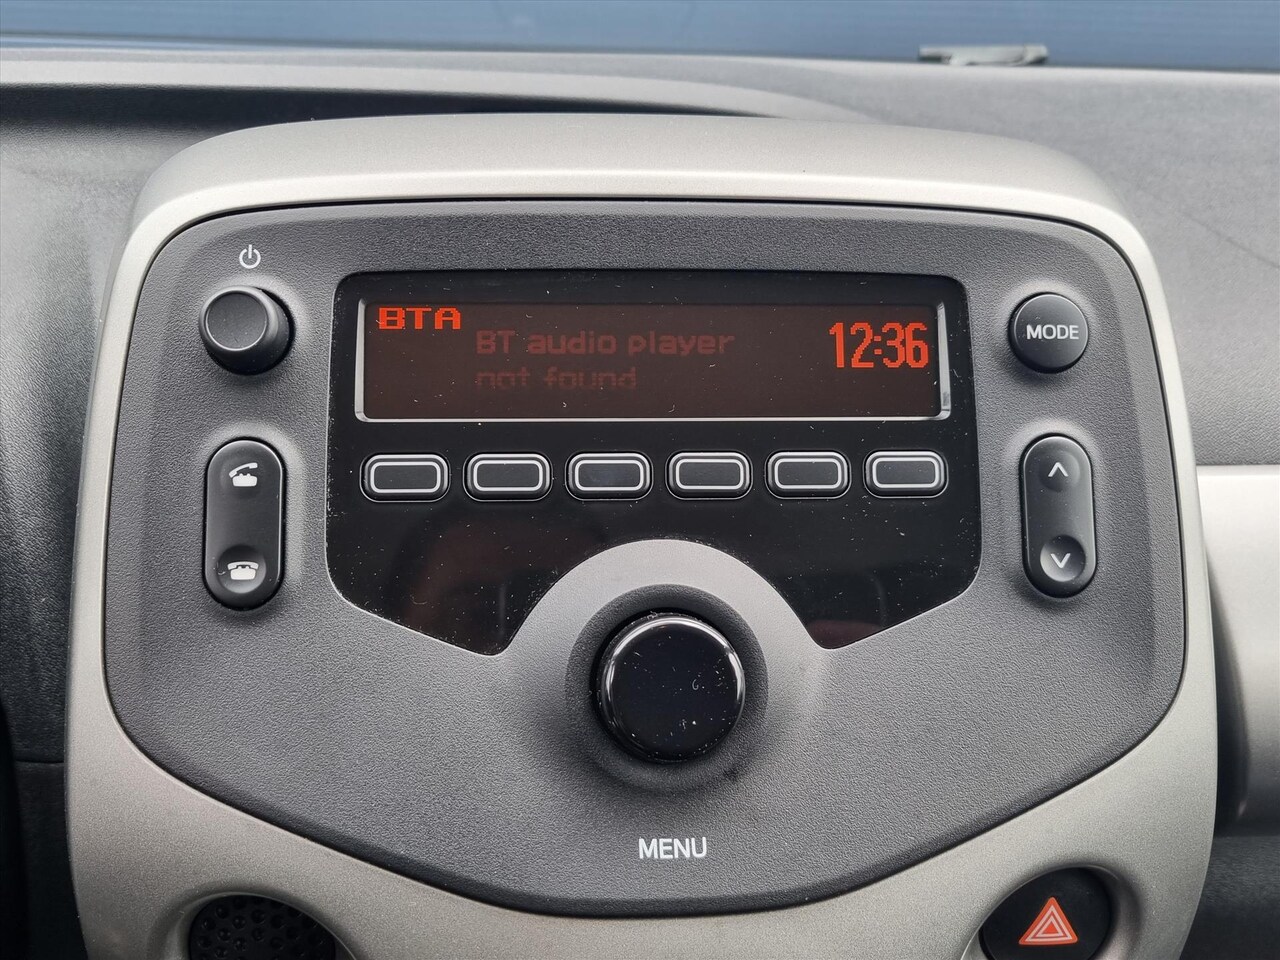 BTA
BT audio player
not found
12:36
MODE
MENU